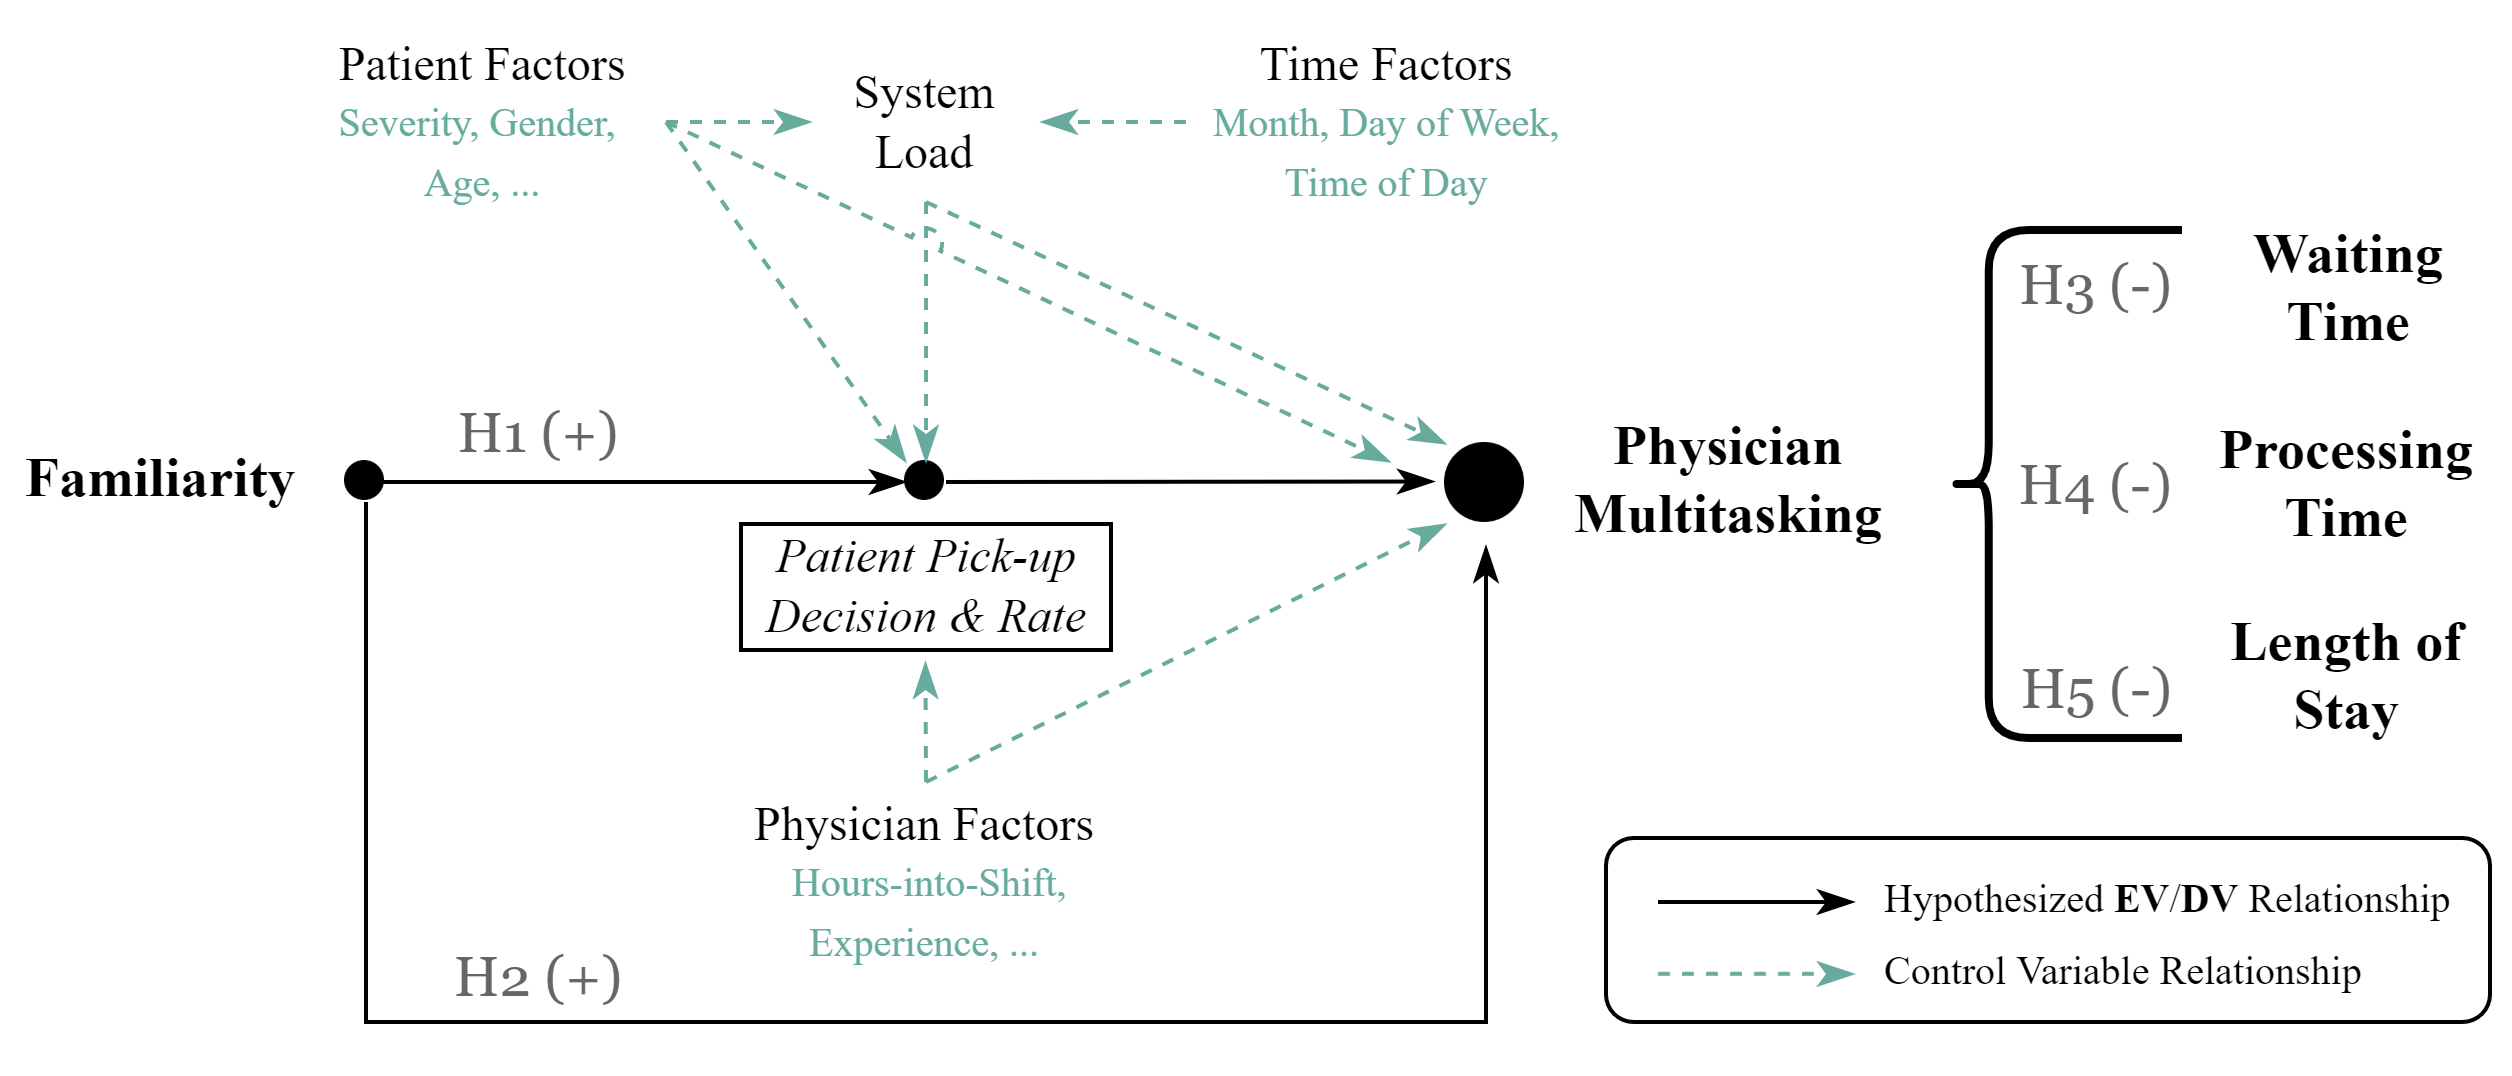 Patient Factors
Severity, Gender,
Age, ...
System
Load
Time Factors
Month, Day of Week,
Time of Day
Familiarity
H1 (+)
Patient Pick-up
Decision & Rate
Physician
Multitasking
H3 (-)
Waiting
Time
H4 (-)
Processing
Time
H5 (-)
Length of
Stay
Physician Factors
Hours-into-Shift,
Experience, ...
H2 (+)
Hypothesized EV/DV Relationship
Control Variable Relationship